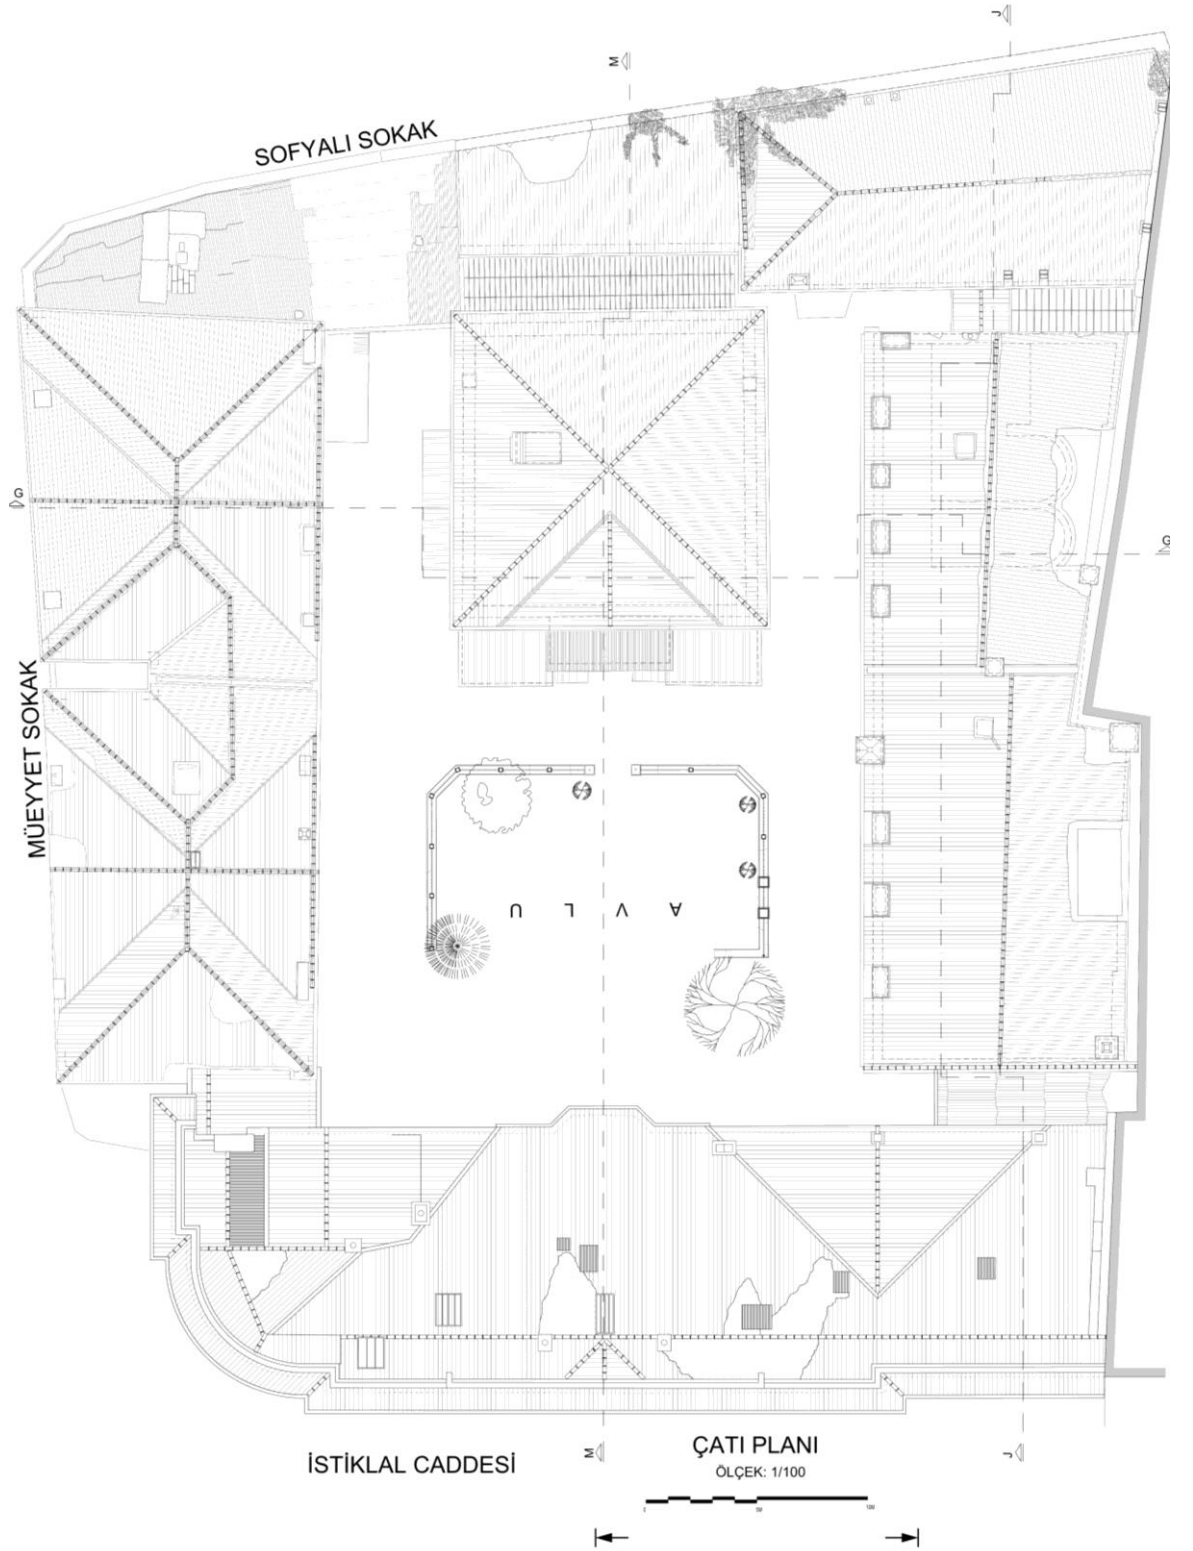 J
M
SOFYALI SOKAK
G
G
MÜEYYET SOKAK
A V L U
M
J
İSTİKLAL CADDESİ
ÇATI PLANI
ÖLÇEK: 1/100